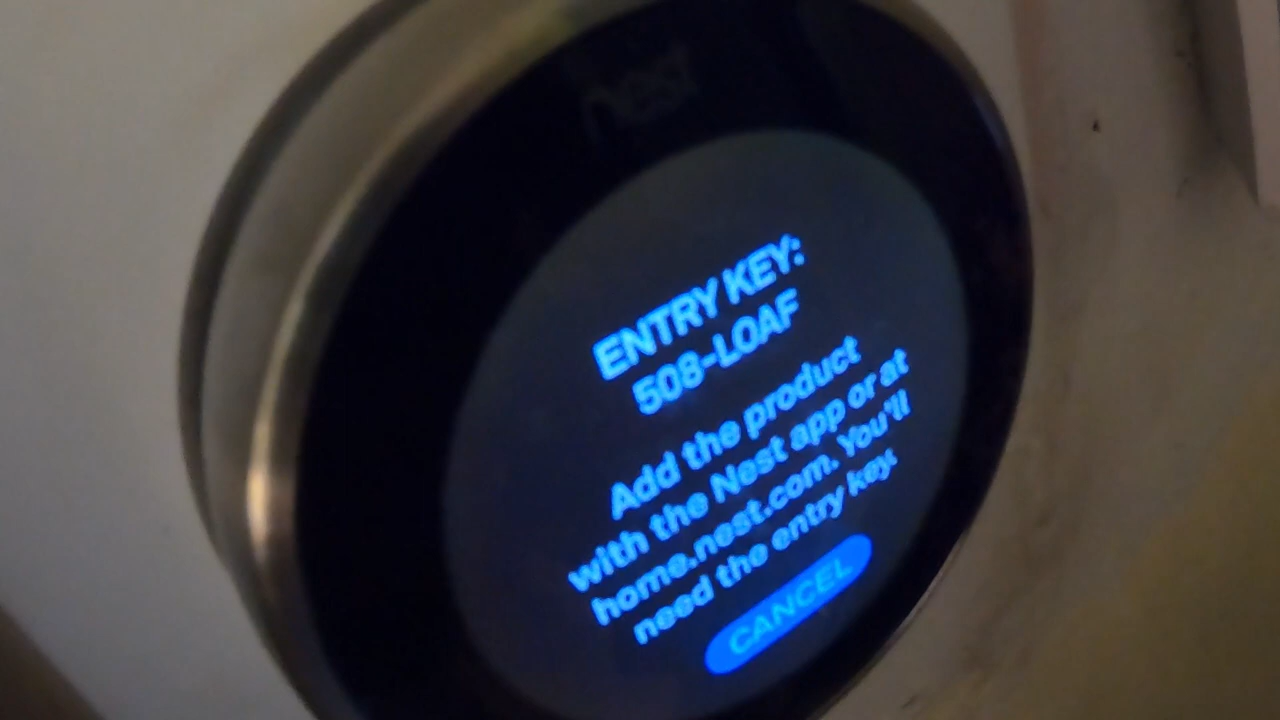 nest
ENTRY KEY:
508-LOAF
Add the product
with the Nest app or at
home.nest.com. You'll
need the entry key.
CANCEL